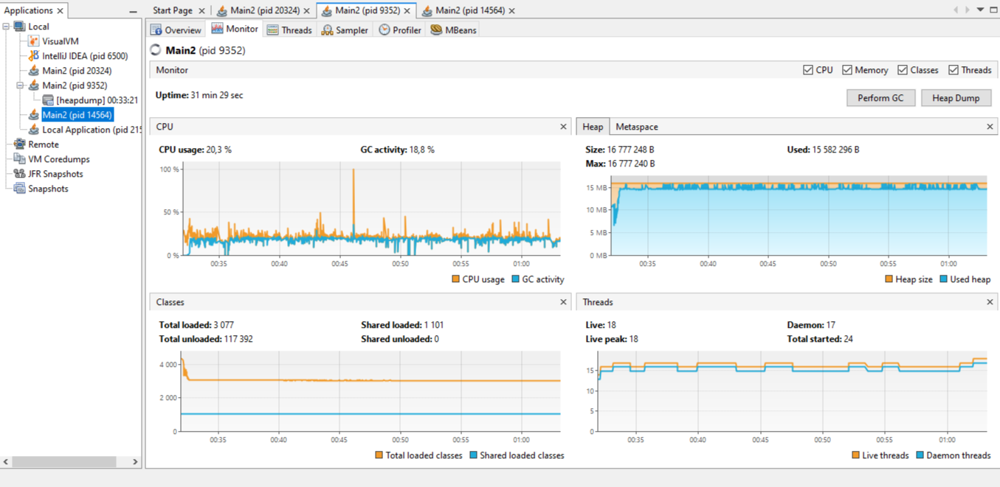 Applications
Start Page
Main2 (pid 20324)
Main2 (pid 9352)
Main2 (pid 14564)
Local
VisualVM
IntelliJ IDEA (pid 6500)
Main2 (pid 20324)
Main2 (pid 9352)
[heapdump] 00:33:21
Main2 (pid 14564)
Local Application (pid 215
Remote
VM Coredumps
JFR Snapshots
Snapshots
Overview
Monitor
Threads
Sampler
Profiler
MBeans
Main2 (pid 9352)
Monitor
CPU
Memory
Classes
Threads
Uptime: 31 min 29 sec
Perform GC
Heap Dump
CPU
CPU usage: 20,3 %
GC activity: 18,8 %
100 %
50 %
0 %
00:35 00:40 00:45 00:50 00:55 01:00
CPU usage
GC activity
Heap
Metaspace
Size: 16 777 248 B
Used: 15 582 296 B
Max: 16 777 240 B
15 MB
10 MB
5 MB
0 MB
00:35 00:40 00:45 00:50 00:55 01:00
Heap size
Used heap
Classes
Total loaded: 3 077
Shared loaded: 1 101
Total unloaded: 117 392
Shared unloaded: 0
4 000
2 000
0
00:35 00:40 00:45 00:50 00:55 01:00
Total loaded classes
Shared loaded classes
Threads
Live: 18
Daemon: 17
Live peak: 18
Total started: 24
15
10
5
0
00:35 00:40 00:45 00:50 00:55 01:00
Live threads
Daemon threads